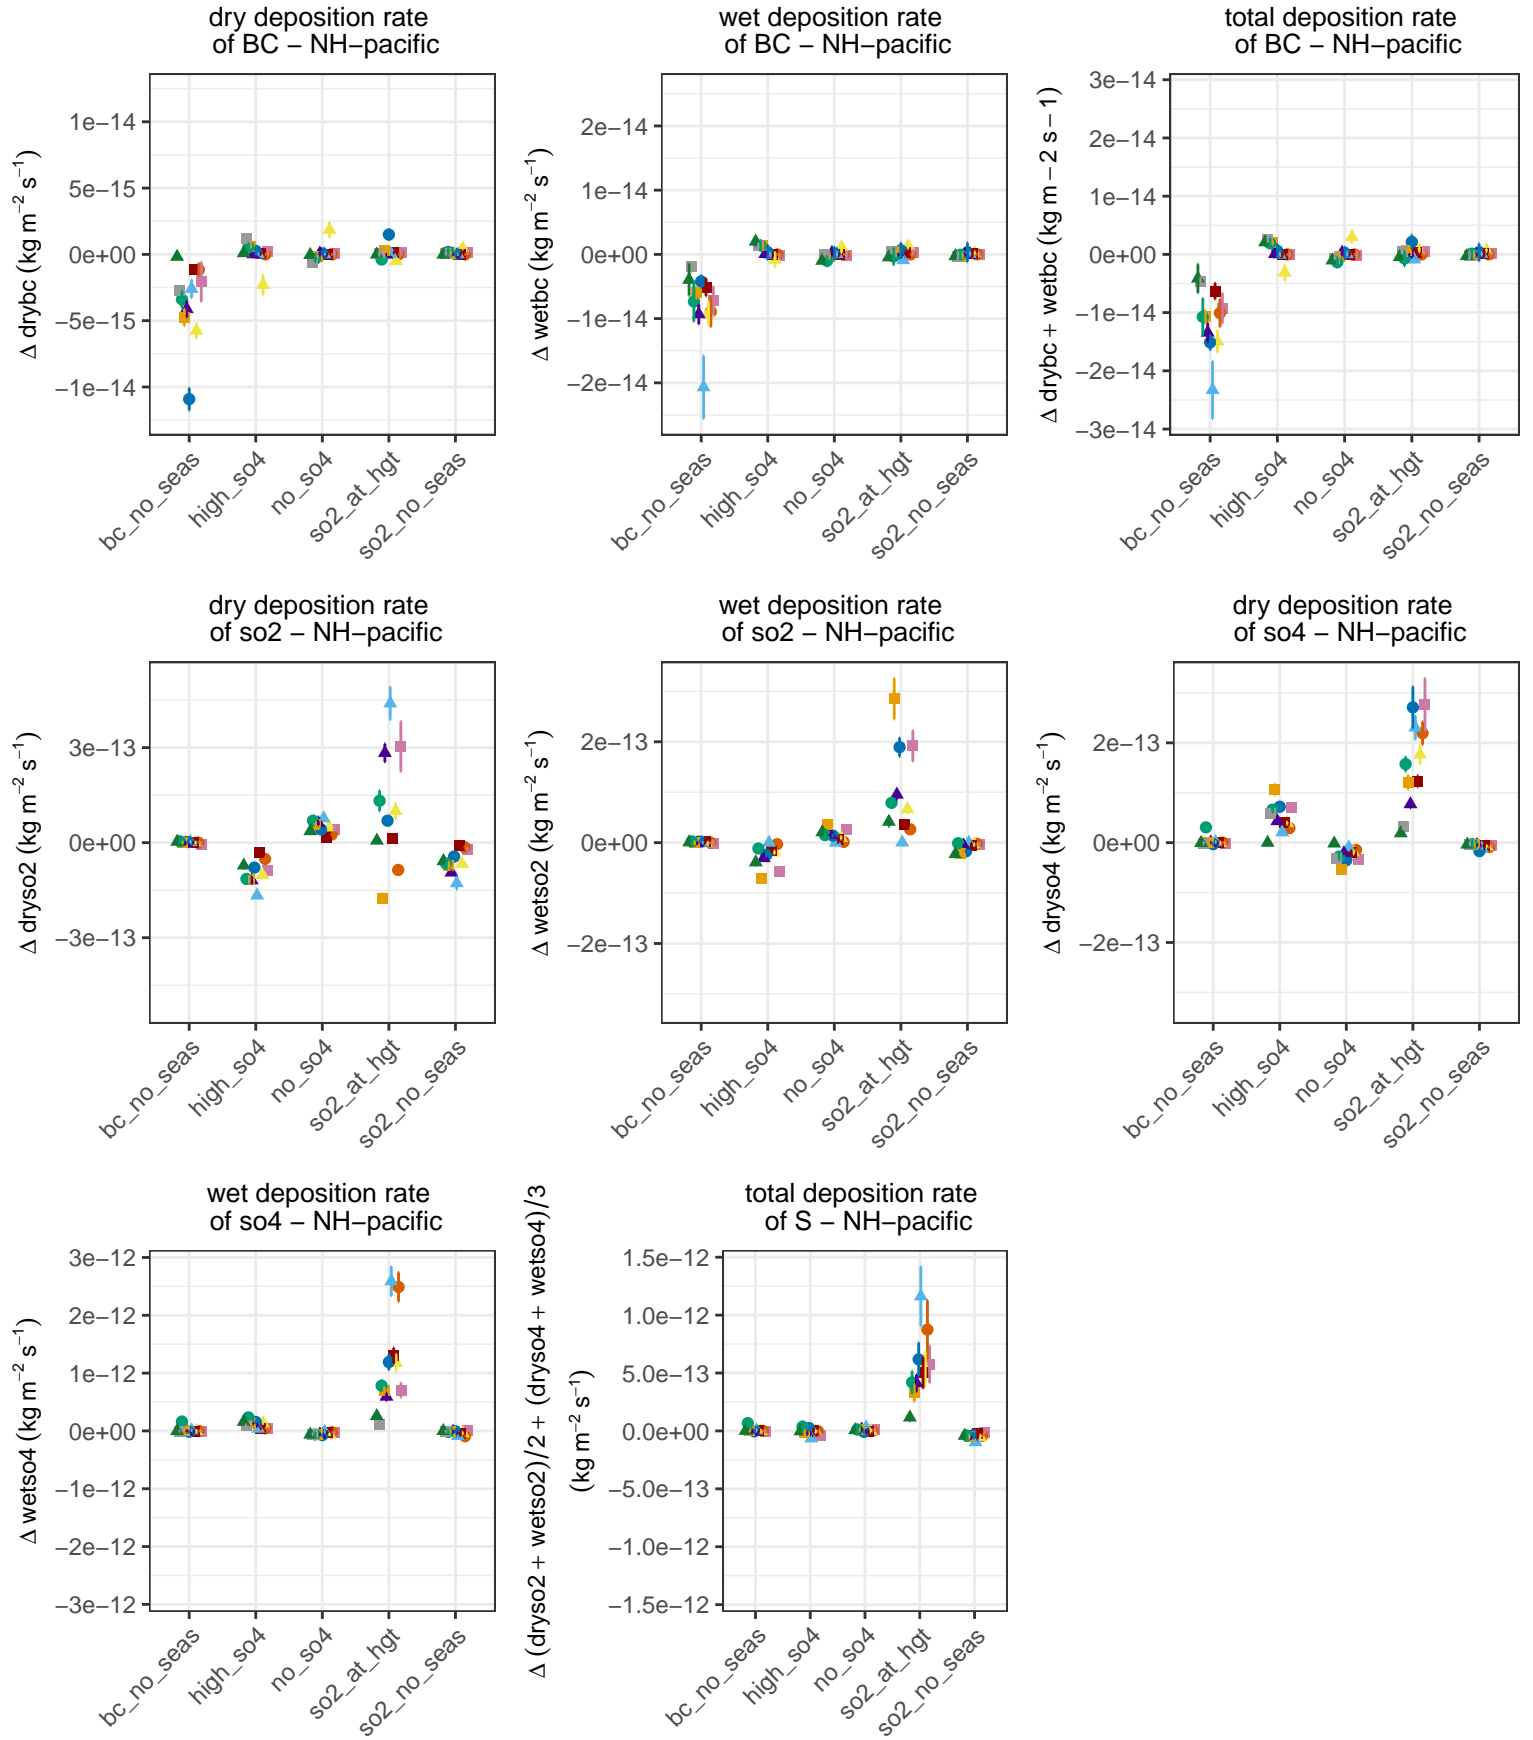 dry deposition rate
of BC − NH−pacific
Δ drybc (kg m−2 s−1)
1e−14
5e−15
0e+00
−5e−15
−1e−14
bc_no_seas
high_so4
no_so4
so2_at_hgt
so2_no_seas
wet deposition rate
of BC − NH−pacific
Δ wetbc (kg m−2 s−1)
2e−14
1e−14
0e+00
−1e−14
−2e−14
bc_no_seas
high_so4
no_so4
so2_at_hgt
so2_no_seas
total deposition rate
of BC − NH−pacific
Δ drybc + wetbc (kg m−2 s−1)
3e−14
2e−14
1e−14
0e+00
−1e−14
−2e−14
−3e−14
bc_no_seas
high_so4
no_so4
so2_at_hgt
so2_no_seas
dry deposition rate
of so2 − NH−pacific
Δ dryso2 (kg m−2 s−1)
3e−13
0e+00
−3e−13
bc_no_seas
high_so4
no_so4
so2_at_hgt
so2_no_seas
wet deposition rate
of so2 − NH−pacific
Δ wetso2 (kg m−2 s−1)
2e−13
0e+00
−2e−13
bc_no_seas
high_so4
no_so4
so2_at_hgt
so2_no_seas
dry deposition rate
of so4 − NH−pacific
Δ dryso4 (kg m−2 s−1)
2e−13
0e+00
−2e−13
bc_no_seas
high_so4
no_so4
so2_at_hgt
so2_no_seas
wet deposition rate
of so4 − NH−pacific
Δ wetso4 (kg m−2 s−1)
3e−12
2e−12
1e−12
0e+00
−1e−12
−2e−12
−3e−12
bc_no_seas
high_so4
no_so4
so2_at_hgt
so2_no_seas
total deposition rate
of S − NH−pacific
Δ (dryso2 + wetso2)/2 + (dryso4 + wetso4)/3
(kg m−2 s−1)
1.5e−12
1.0e−12
5.0e−13
0.0e+00
−5.0e−13
−1.0e−12
−1.5e−12
bc_no_seas
high_so4
no_so4
so2_at_hgt
so2_no_seas